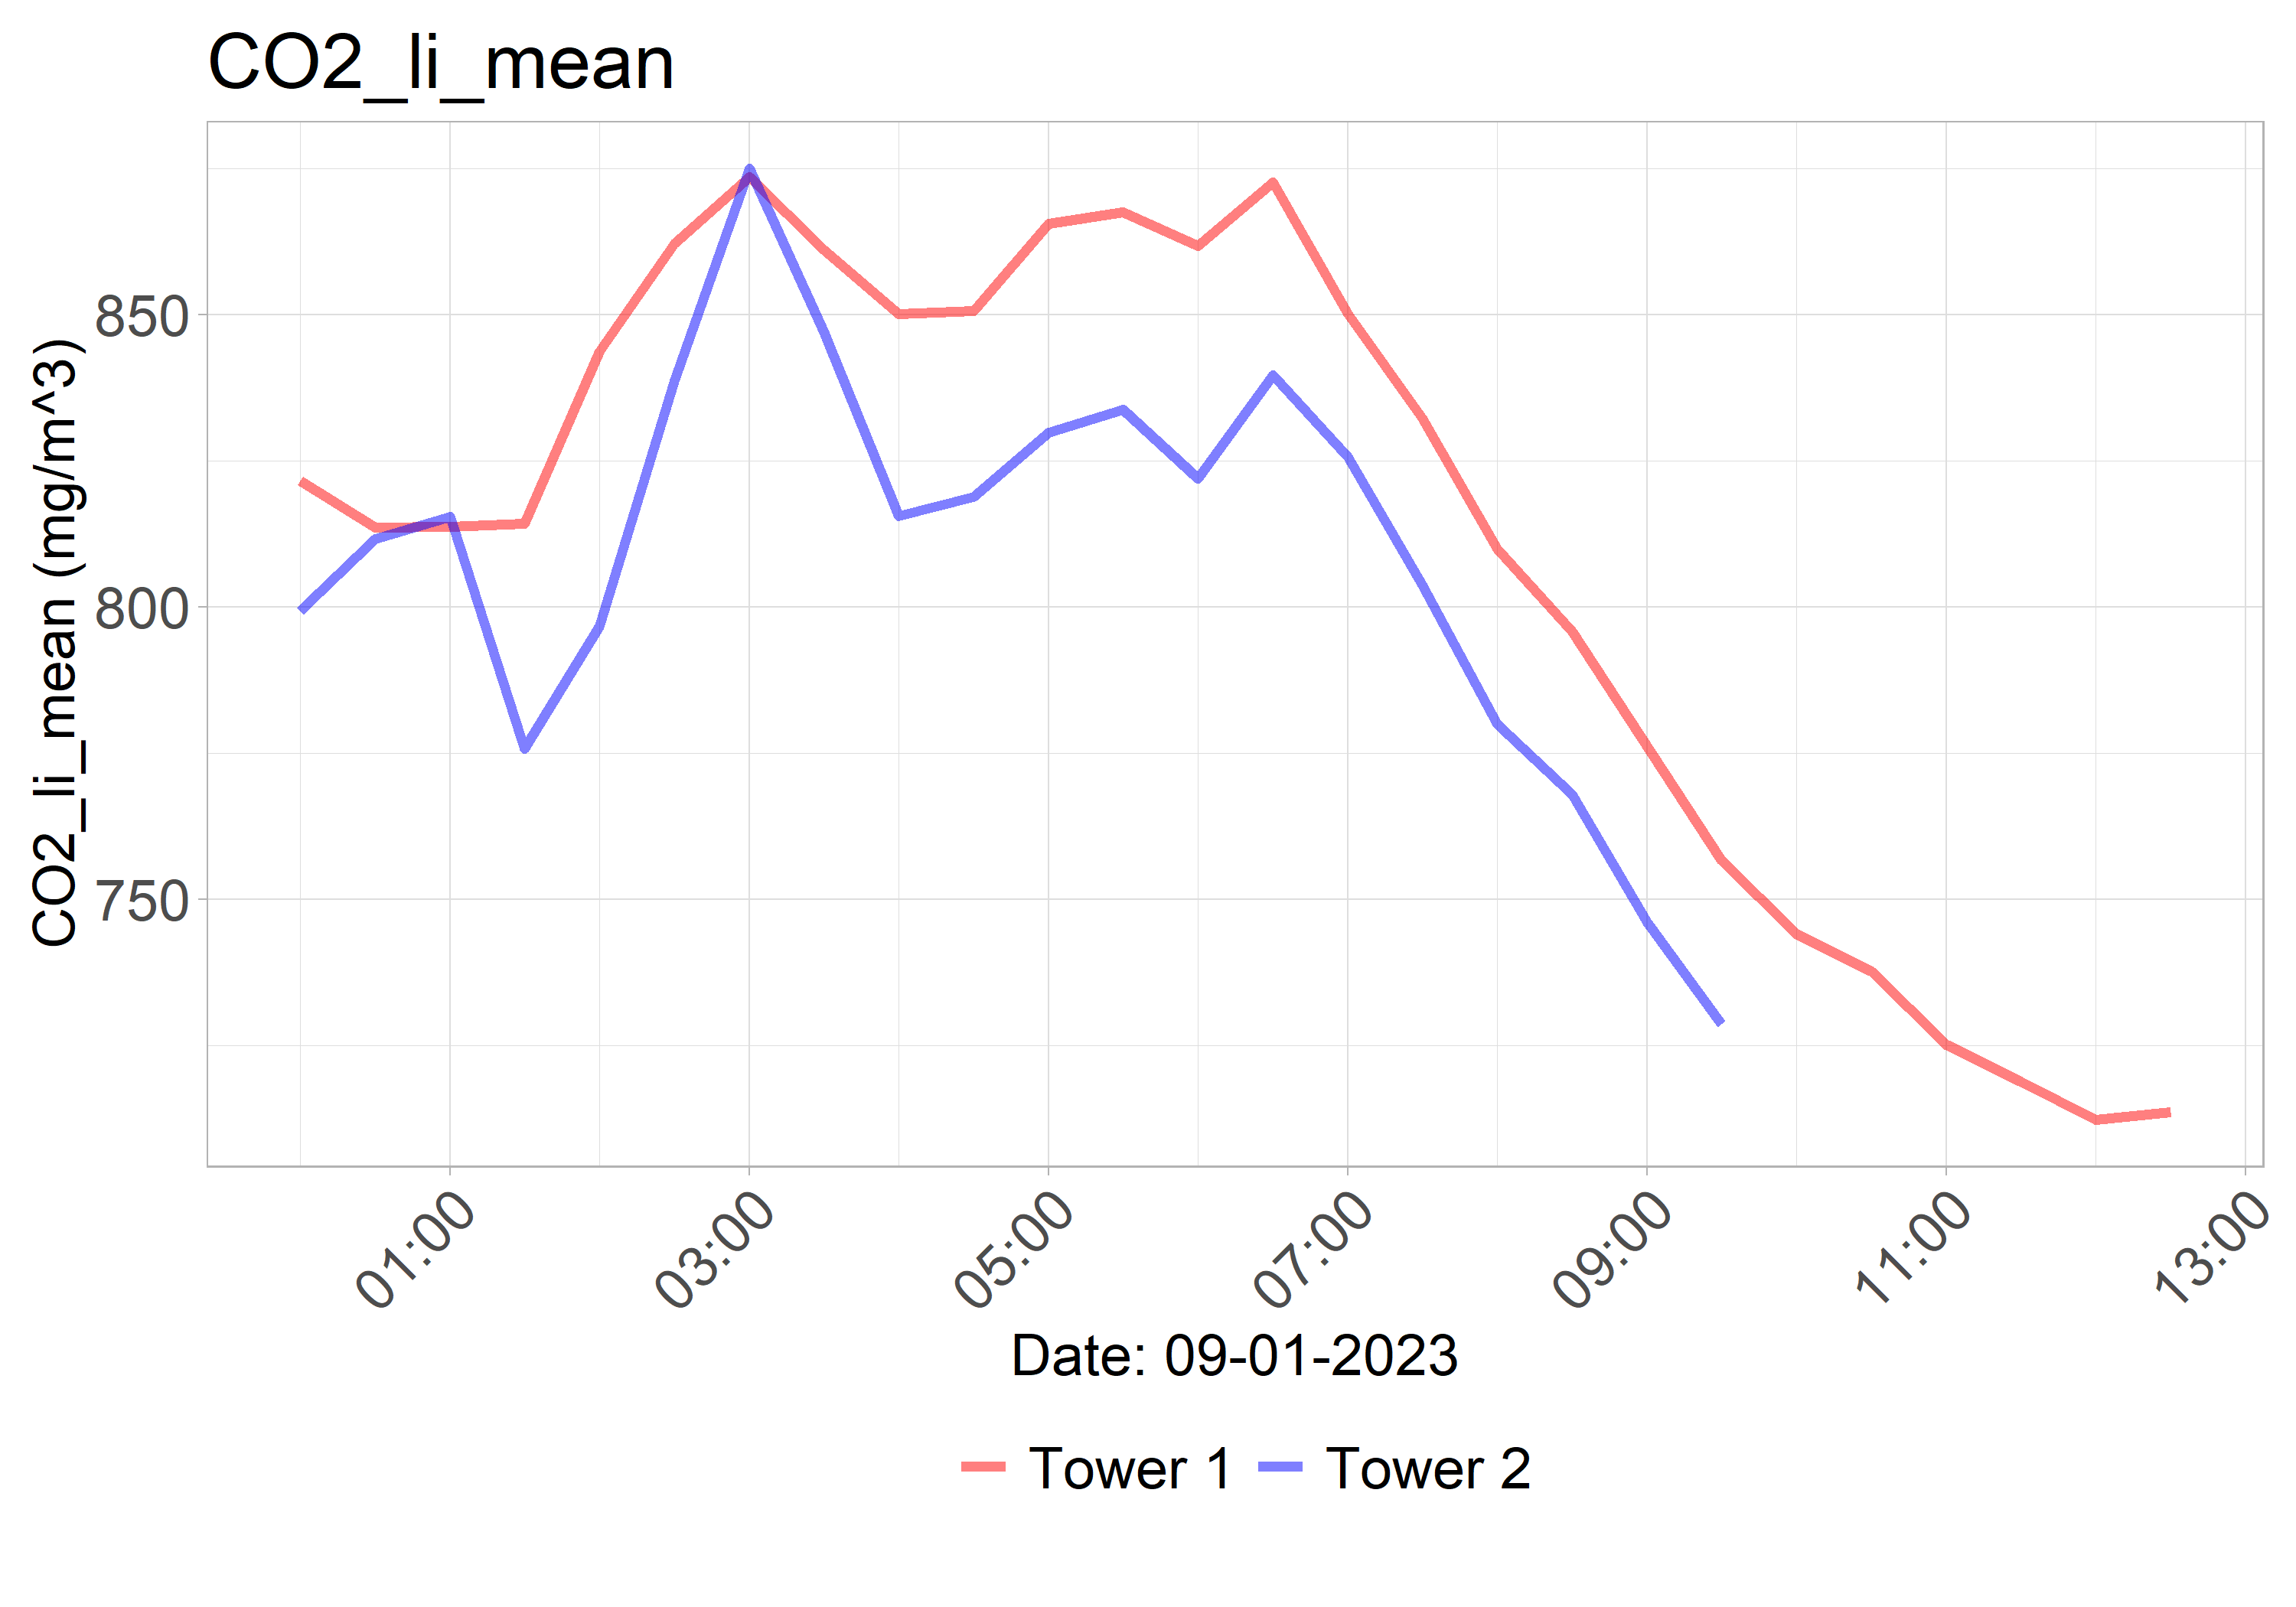 CO2_li_mean
CO2_li_mean (mg/m^3)
850
800
750
01:00 03:00 05:00 07:00 09:00 11:00 13:00
Date: 09-01-2023
Tower 1 Tower 2